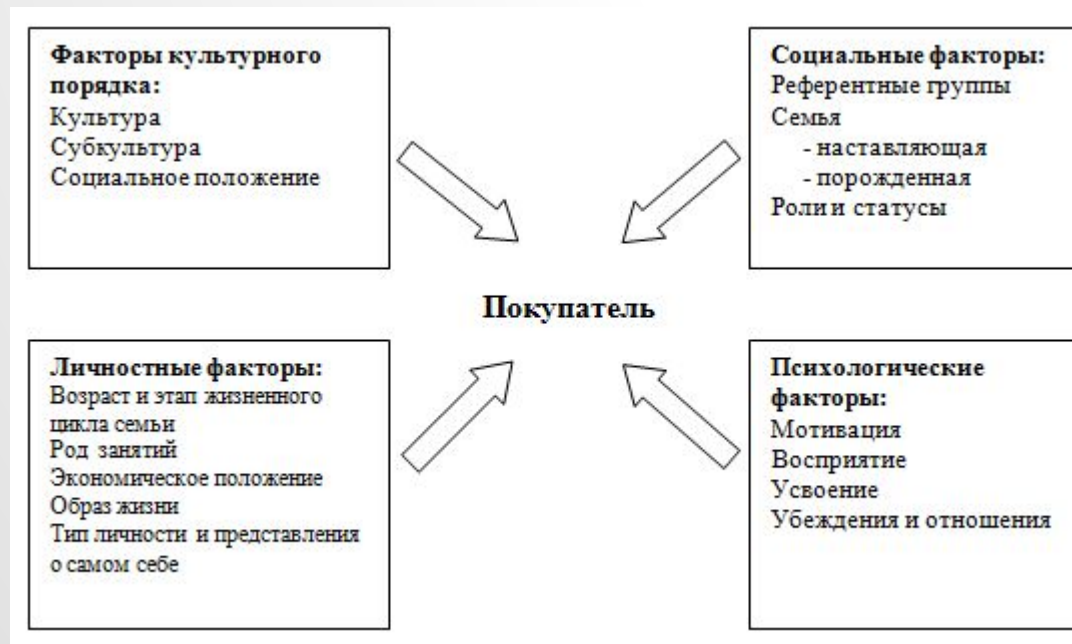 Факторы культурного
порядка:
Культура
Субкультура
Социальное положение
Социальные факторы:
Референтные группы
Семья
- наставляющая
- порожденная
Роли и статусы
Покупатель
Личностные факторы:
Возраст и этап жизненного
цикла семьи
Род занятий
Экономическое положение
Образ жизни
Тип личности и представления
о самом себе
Психологические
факторы:
Мотивация
Восприятие
Усвоение
Убеждения и отношения